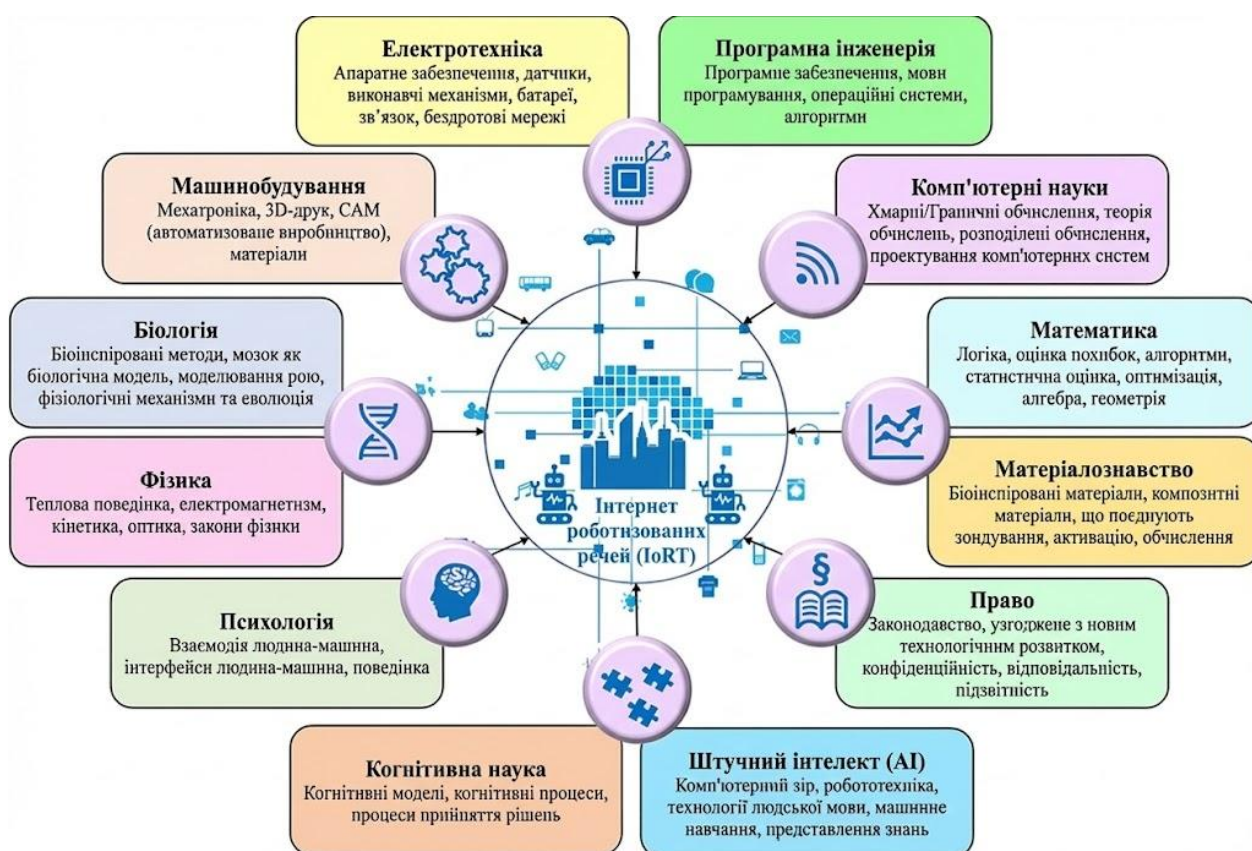 Електротехніка
Апаратне забезпечення, датчики,
виконавчі механізми, батареї,
зв'язок, бездротові мережі
Програмна інженерія
Програмне забезпечення, мови
програмування, операційні системи,
алгоритми
Машинобудування
Мехатроніка, 3D-друк, CAM
(автоматизоване виробництво),
матеріали
Комп'ютерні науки
Хмарні/Граничні обчислення, теорія
обчислень, розподілені обчислення,
проектування комп'ютерних систем
Біологія
Біоінспіровані методи, мозок як
біологічна модель, моделювання рою,
фізіологічні механізми та еволюція
Математика
Логіка, оцінка похибок, алгоритми,
статистична оцінка, оптимізація,
алгебра, геометрія
Фізика
Теплова поведінка, електромагнетизм,
кінетика, оптика, закони фізики
Матеріалознавство
Біоінспіровані матеріали, композитні
матеріали, що поєднують
зондування, активацію, обчислення
Інтернет
роботизованих
речей (IoRT)
Психологія
Взаємодія людина-машина,
інтерфейси людина-машина, поведінка
§
Право
Законодавство, узгоджене з новим
технологічним розвитком,
конфіденційність, відповідальність,
підзвітність
Когнітивна наука
Когнітивні моделі, когнітивні процеси,
процеси прийняття рішень
Штучний інтелект (AI)
Комп'ютерний зір, робототехніка,
технології людської мови, машинне
навчання, представлення знань